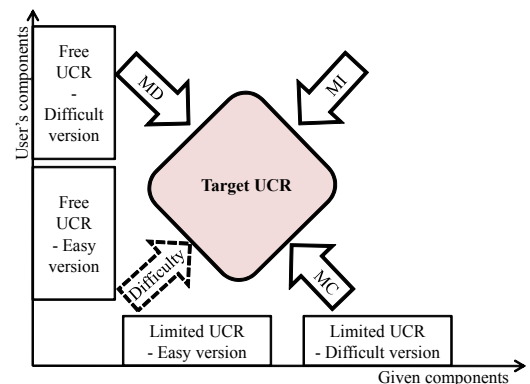 User's components
Free
UCR
-
Difficult
version
MD
MI
Target UCR
Free
UCR
- Easy
version
Difficulty
MC
Limited UCR
- Easy version
Limited UCR
- Difficult version
Given components